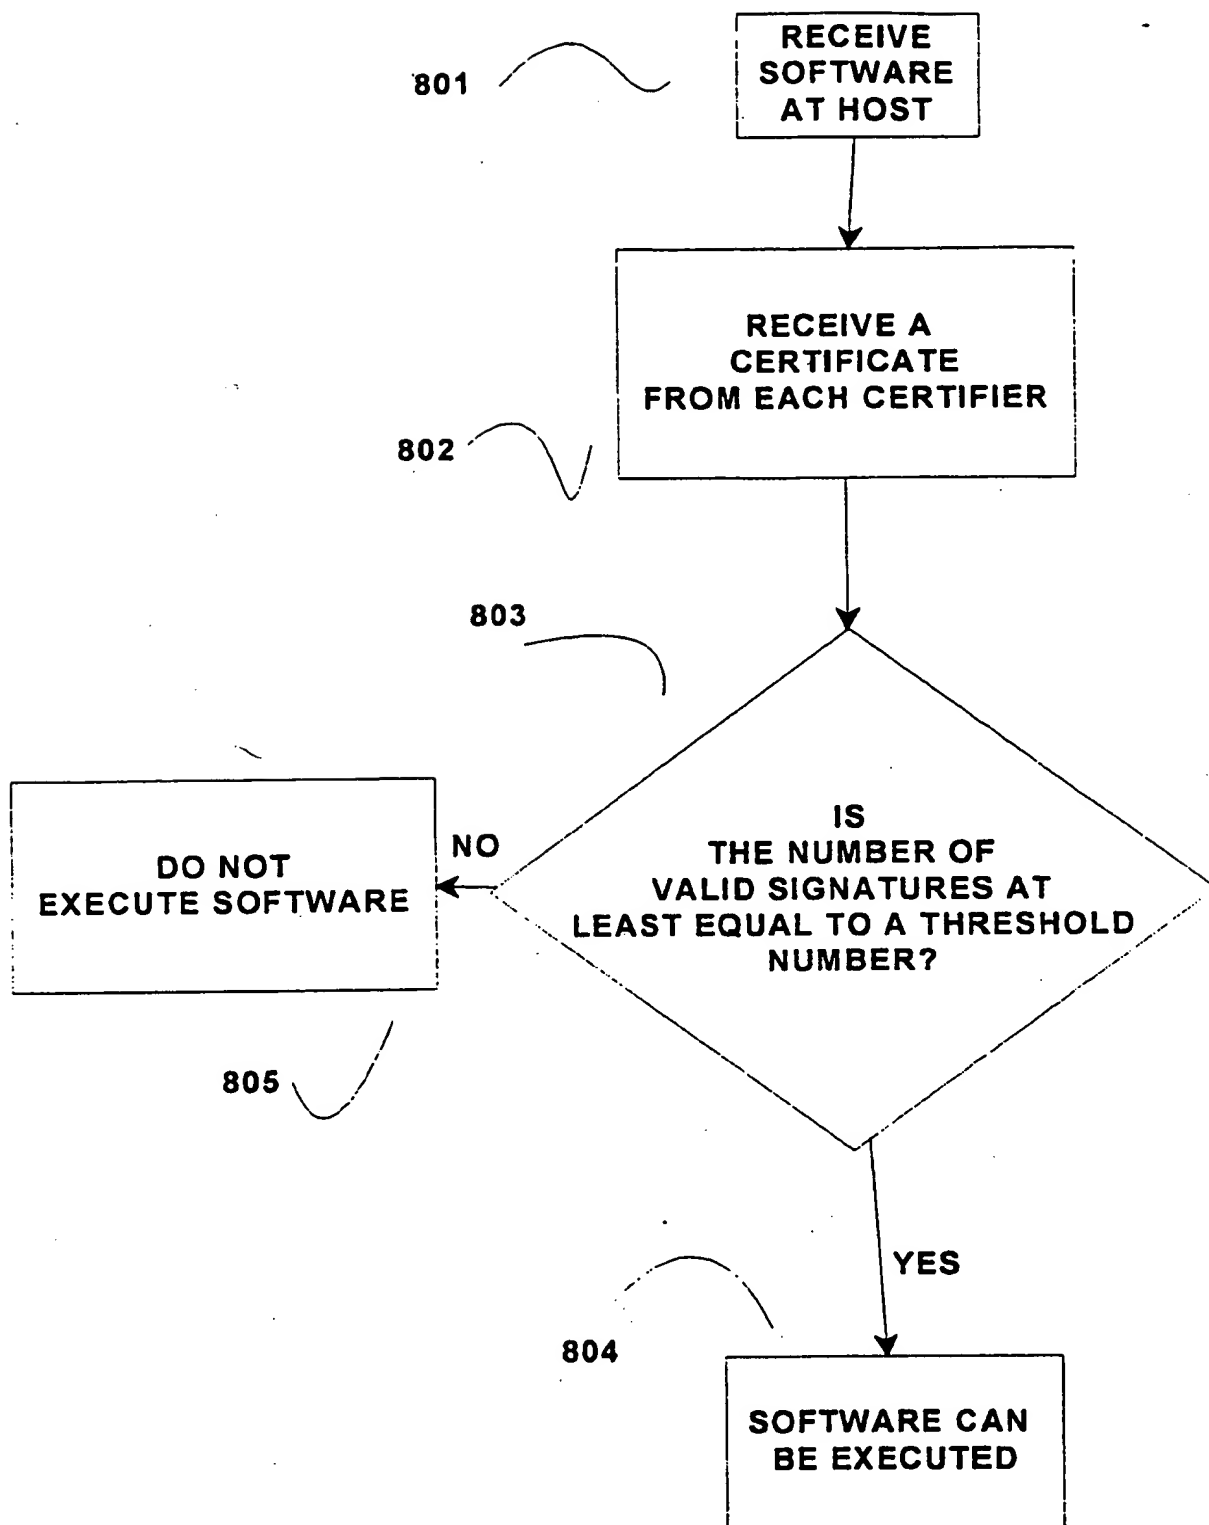 801
RECEIVE
SOFTWARE
AT HOST
RECEIVE A
CERTIFICATE
FROM EACH CERTIFIER
802
803
IS
THE NUMBER OF
VALID SIGNATURES AT
LEAST EQUAL TO A THRESHOLD
NUMBER?
NO
DO NOT
EXECUTE SOFTWARE
805
YES
804
SOFTWARE CAN
BE EXECUTED